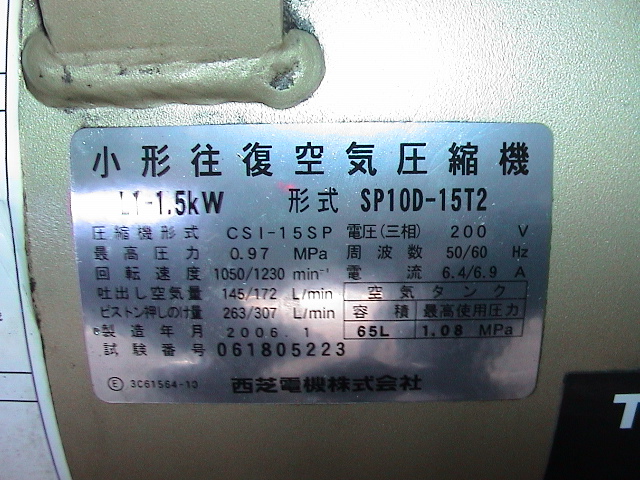 小形往復空気圧縮機
L1-1.5kW 形式 SP10D-15T2
圧縮機形式 CSI-15SP 電圧(三相) 200 V
最高圧力 0.97 MPa 周波数 50/60 Hz
回転速度 1050/1230 min⁻¹ 電流 6.4/6.9 A
吐出し空気量 145/172 L/min 空気タンク
ピストン押しのけ量 263/307 L/min 容積 最高使用圧力
製造年月 2006.1 65L 1.08 MPa
試験番号 061805223
Ⓔ 3C61564-10 西芝電機株式会社
T